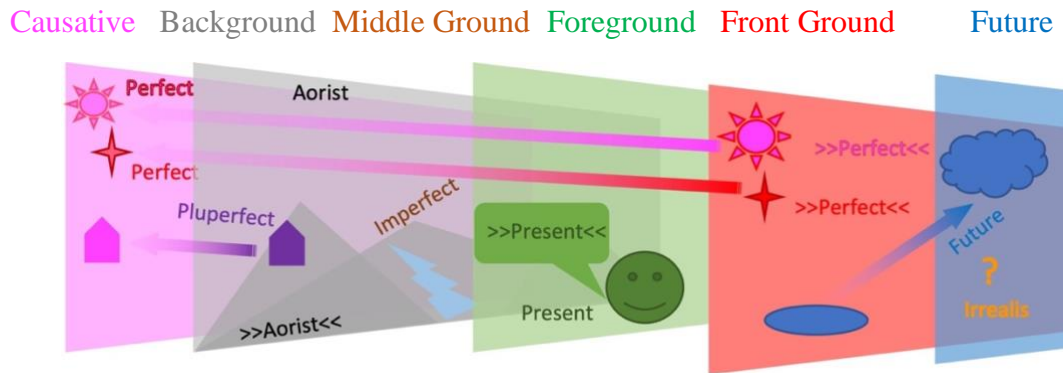 Causative Background Middle Ground Foreground Front Ground Future
Perfect
Aorist
>>Perfect<<
Perfect
Imperfect
>>Perfect<<
Pluperfect
>>Present<<
Future
?
Irrealis
Present
>>Aorist<<